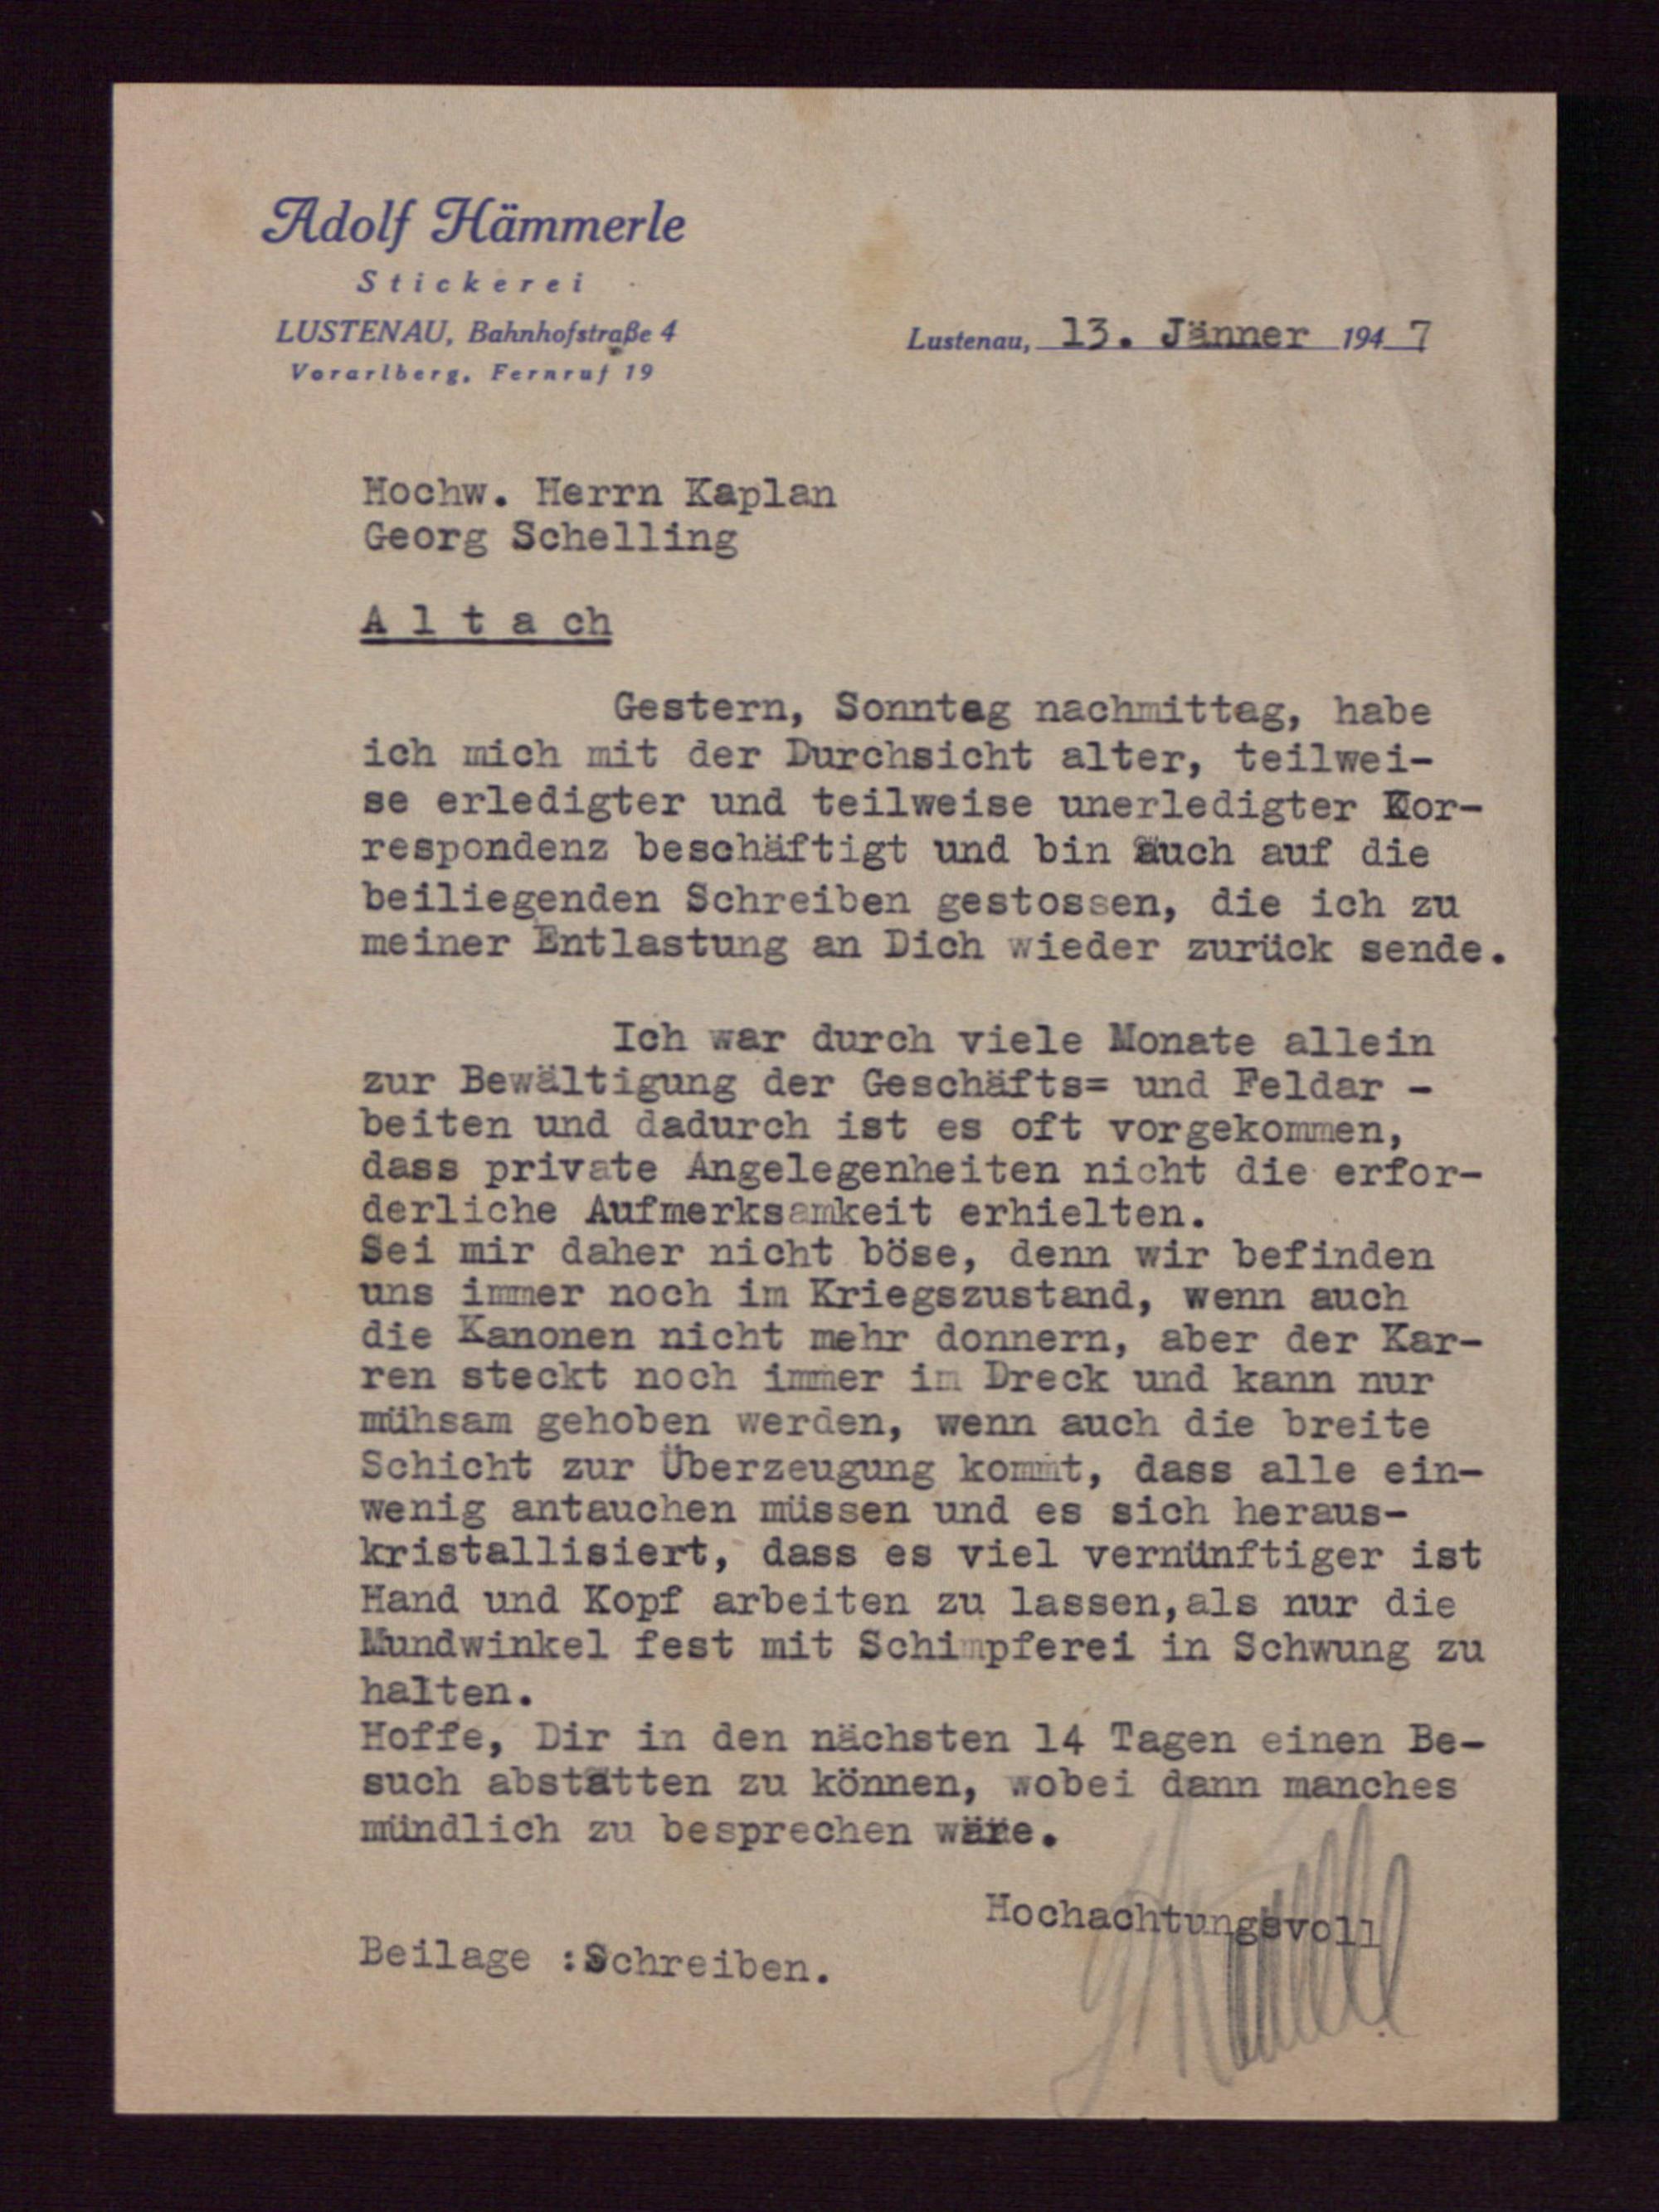 Adolf Hämmerle
Stickerei
LUSTENAU, Bahnhofstraße 4
Vorarlberg, Fernruf 19
Lustenau, 13. Jänner 1947
Hochw. Herrn Kaplan
Georg Schelling
Altach
Gestern, Sonntag nachmittag, habe
ich mich mit der Durchsicht alter, teilwei-
se erledigter und teilweise unerledigter Kor-
respondenz beschäftigt und bin auch auf die
beiliegenden Schreiben gestossen, die ich zu
meiner Entlastung an Dich wieder zurück sende.
Ich war durch viele Monate allein
zur Bewältigung der Geschäfts= und Feldar -
beiten und dadurch ist es oft vorgekommen,
dass private Angelegenheiten nicht die erfor-
derliche Aufmerksamkeit erhielten.
Sei mir daher nicht böse, denn wir befinden
uns immer noch im Kriegszustand, wenn auch
die Kanonen nicht mehr donnern, aber der Kar-
ren steckt noch immer im Dreck und kann nur
mühsam gehoben werden, wenn auch die breite
Schicht zur Überzeugung kommt, dass alle ein-
wenig antauchen müssen und es sich heraus-
kristallisiert, dass es viel vernünftiger ist
Hand und Kopf arbeiten zu lassen,als nur die
Mundwinkel fest mit Schimpferei in Schwung zu
halten.
Hoffe, Dir in den nächsten 14 Tagen einen Be-
such abstatten zu können, wobei dann manches
mündlich zu besprechen wäre.
Hochachtungsvoll
Beilage :Schreiben.